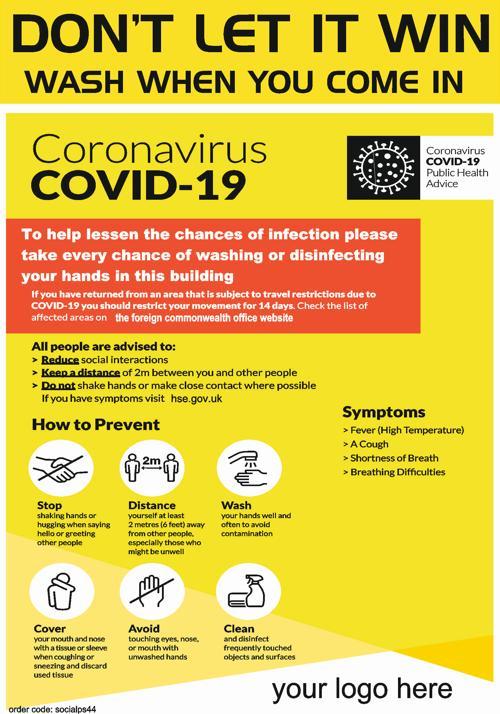 DON'T LET IT WIN
WASH WHEN YOU COME IN
Coronavirus
COVID-19
Coronavirus
COVID-19
Public Health
Advice
To help lessen the chances of infection please
take every chance of washing or disinfecting
your hands in this building
If you have returned from an area that is subject to travel restrictions due to
COVID-19 you should restrict your movement for 14 days. Check the list of
affected areas on the foreign commonwealth office website
All people are advised to:
> Reduce social interactions
> Keep a distance of 2m between you and other people
> Do not shake hands or make close contact where possible
If you have symptoms visit hse.gov.uk
Symptoms
> Fever (High Temperature)
> A Cough
> Shortness of Breath
> Breathing Difficulties
How to Prevent
2m
Stop
shaking hands or
hugging when saying
hello or greeting
other people
Distance
yourself at least
2 metres (6 feet) away
from other people,
especially those who
might be unwell
Wash
your hands well and
often to avoid
contamination
Cover
your mouth and nose
with a tissue or sleeve
when coughing or
sneezing and discard
used tissue
Avoid
touching eyes, nose,
or mouth with
unwashed hands
Clean
and disinfect
frequently touched
objects and surfaces
your logo here
order code: socialps44